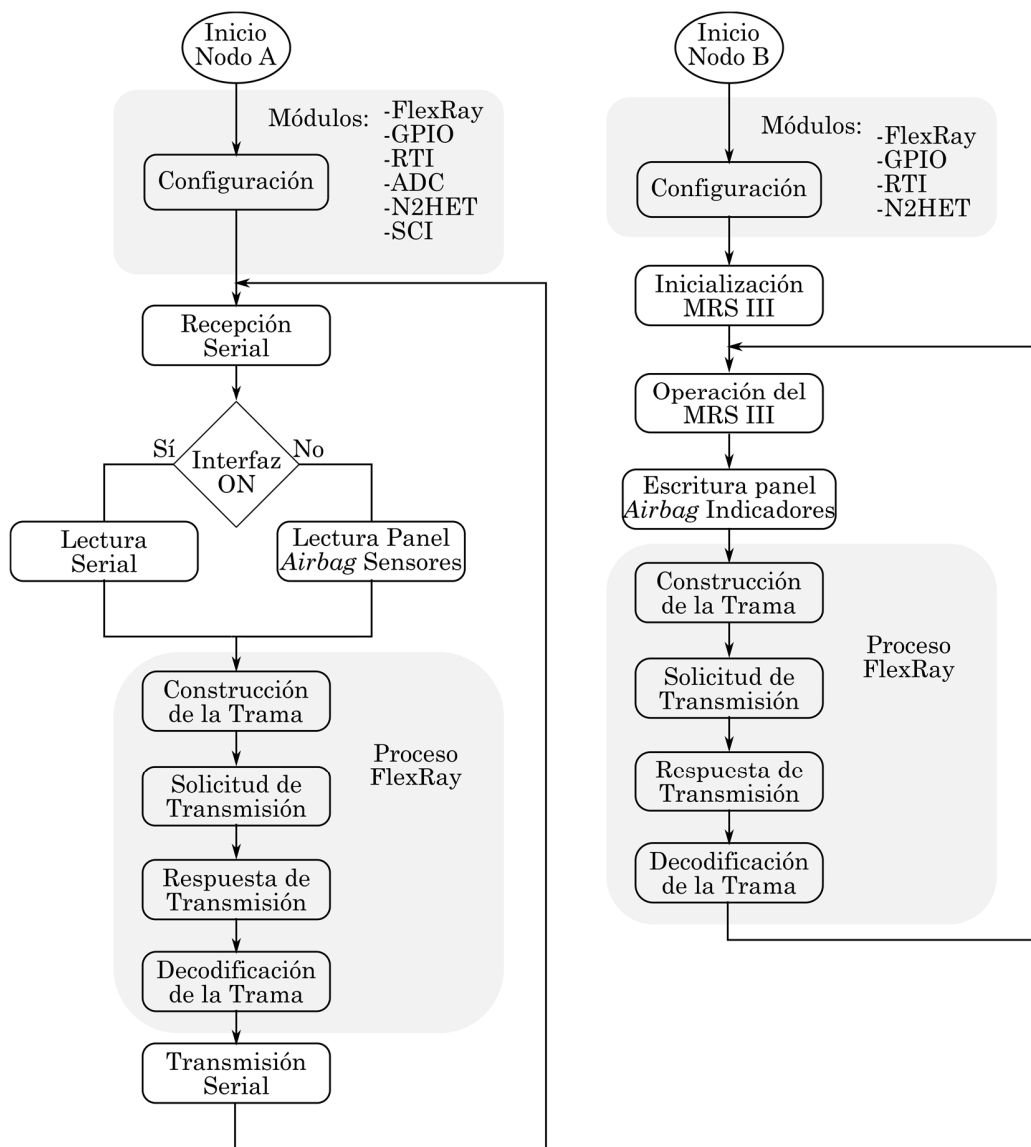 Inicio
Nodo A
Módulos:
-FlexRay
-GPIO
-RTI
-ADC
-N2HET
-SCI
Configuración
Recepción
Serial
Sí
No
Interfaz
ON
Lectura
Serial
Lectura Panel
Airbag Sensores
Construcción
de la Trama
Proceso
FlexRay
Solicitud de
Transmisión
Respuesta de
Transmisión
Decodificación
de la Trama
Transmisión
Serial
Inicio
Nodo B
Módulos:
-FlexRay
-GPIO
-RTI
-N2HET
Configuración
Inicialización
MRS III
Operación del
MRS III
Escritura panel
Airbag Indicadores
Construcción
de la Trama
Proceso
FlexRay
Solicitud de
Transmisión
Respuesta de
Transmisión
Decodificación
de la Trama